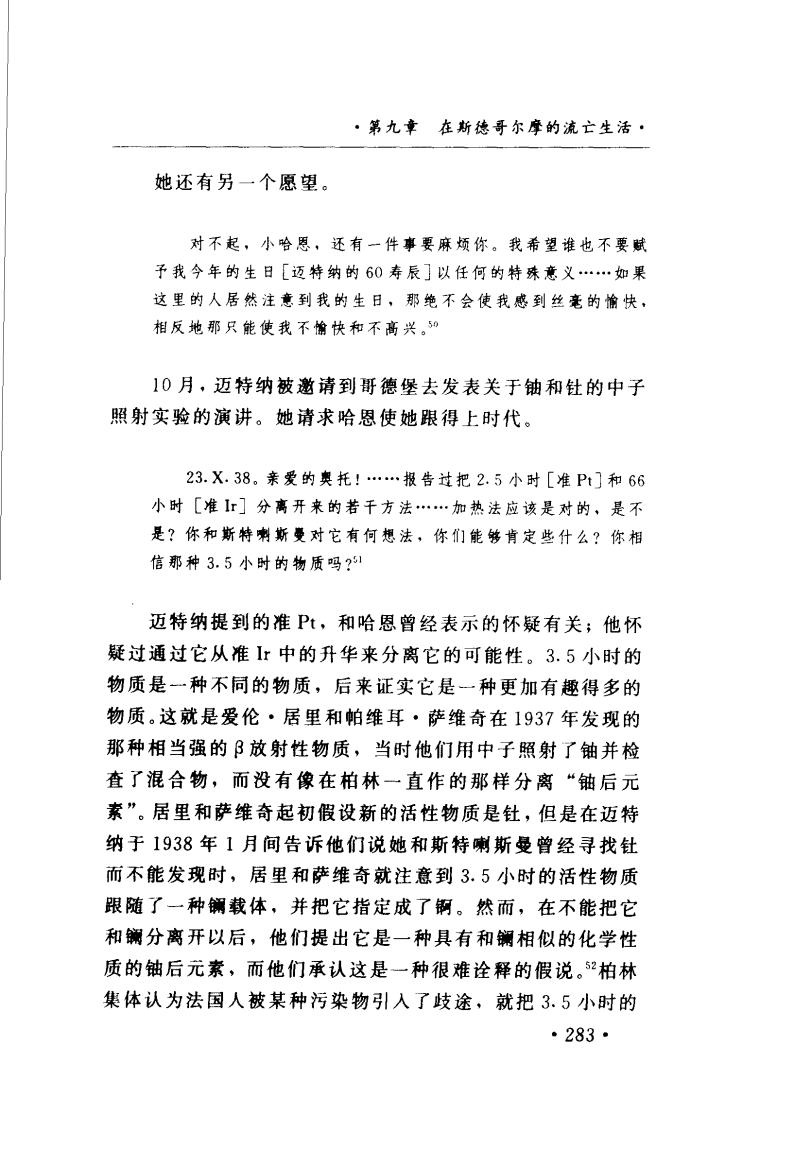 ·第九章 在斯德哥尔摩的流亡生活·
她还有另一个愿望。
对不起，小哈恩，还有一件事要麻烦你。我希望谁也不要赋
予我今年的生日［迈特纳的 60 寿辰］以任何的特殊意义……如果
这里的人居然注意到我的生日，那绝不会使我感到丝毫的愉快，
相反地那只能使我不愉快和不高兴。50
10 月，迈特纳被邀请到哥德堡去发表关于铀和钍的中子
照射实验的演讲。她请求哈恩使她跟得上时代。
23.X.38。亲爱的奥托！……报告过把 2.5 小时［准 Pt］和 66
小时［准 Ir］分离开来的若干方法……加热法应该是对的，是不
是？你和斯特喇斯曼对它有何想法，你们能够肯定些什么？你相
信那种 3.5 小时的物质吗？51
迈特纳提到的准 Pt，和哈恩曾经表示的怀疑有关；他怀
疑过通过它从准 Ir 中的升华来分离它的可能性。3.5 小时的
物质是一种不同的物质，后来证实它是一种更加有趣得多的
物质。这就是爱伦·居里和帕维耳·萨维奇在 1937 年发现的
那种相当强的 β 放射性物质，当时他们用中子照射了铀并检
查了混合物，而没有像在柏林一直作的那样分离“铀后元
素”。居里和萨维奇起初假设新的活性物质是钍，但是在迈特
纳于 1938 年 1 月间告诉他们说她和斯特喇斯曼曾经寻找钍
而不能发现时，居里和萨维奇就注意到 3.5 小时的活性物质
跟随了一种镧载体，并把它指定成了锕。然而，在不能把它
和镧分离开以后，他们提出它是一种具有和镧相似的化学性
质的铀后元素，而他们承认这是一种很难诠释的假说。52柏林
集体认为法国人被某种污染物引入了歧途，就把 3.5 小时的
·283·